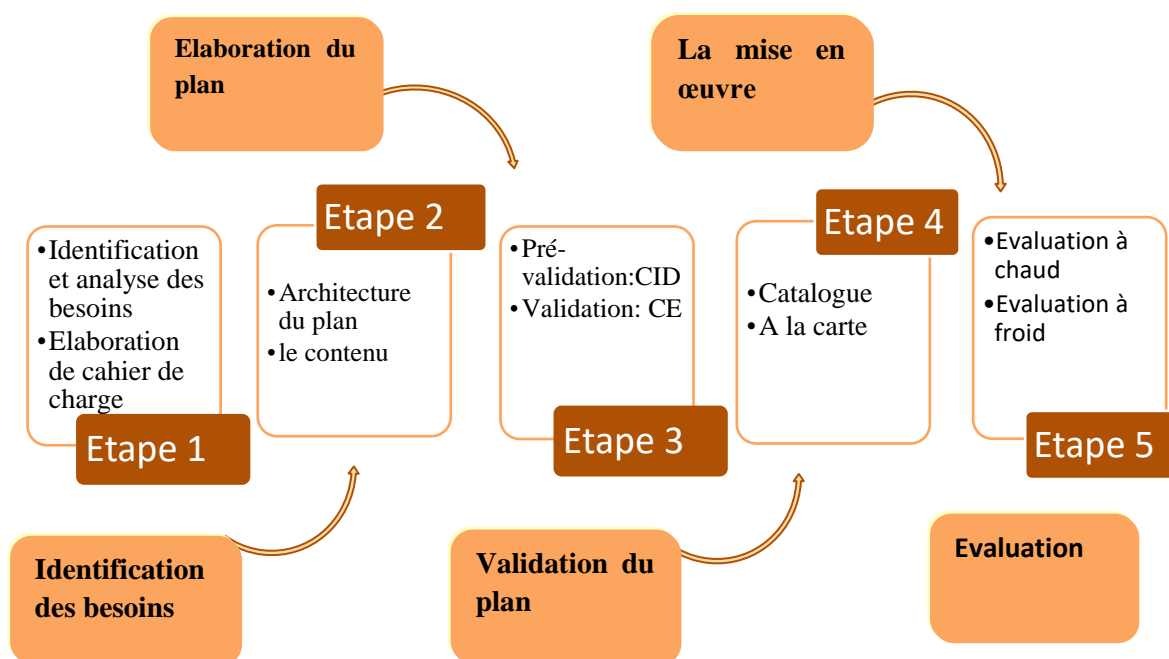 Elaboration du
plan
La mise en
œuvre
Etape 1
•Identification
et analyse des
besoins
•Elaboration
de cahier de
charge
Etape 2
•Architecture
du plan
•le contenu
Etape 3
•Pré-
validation:CID
•Validation: CE
Etape 4
•Catalogue
•A la carte
Etape 5
•Evaluation à
chaud
•Evaluation à
froid
Identification
des besoins
Validation du
plan
Evaluation